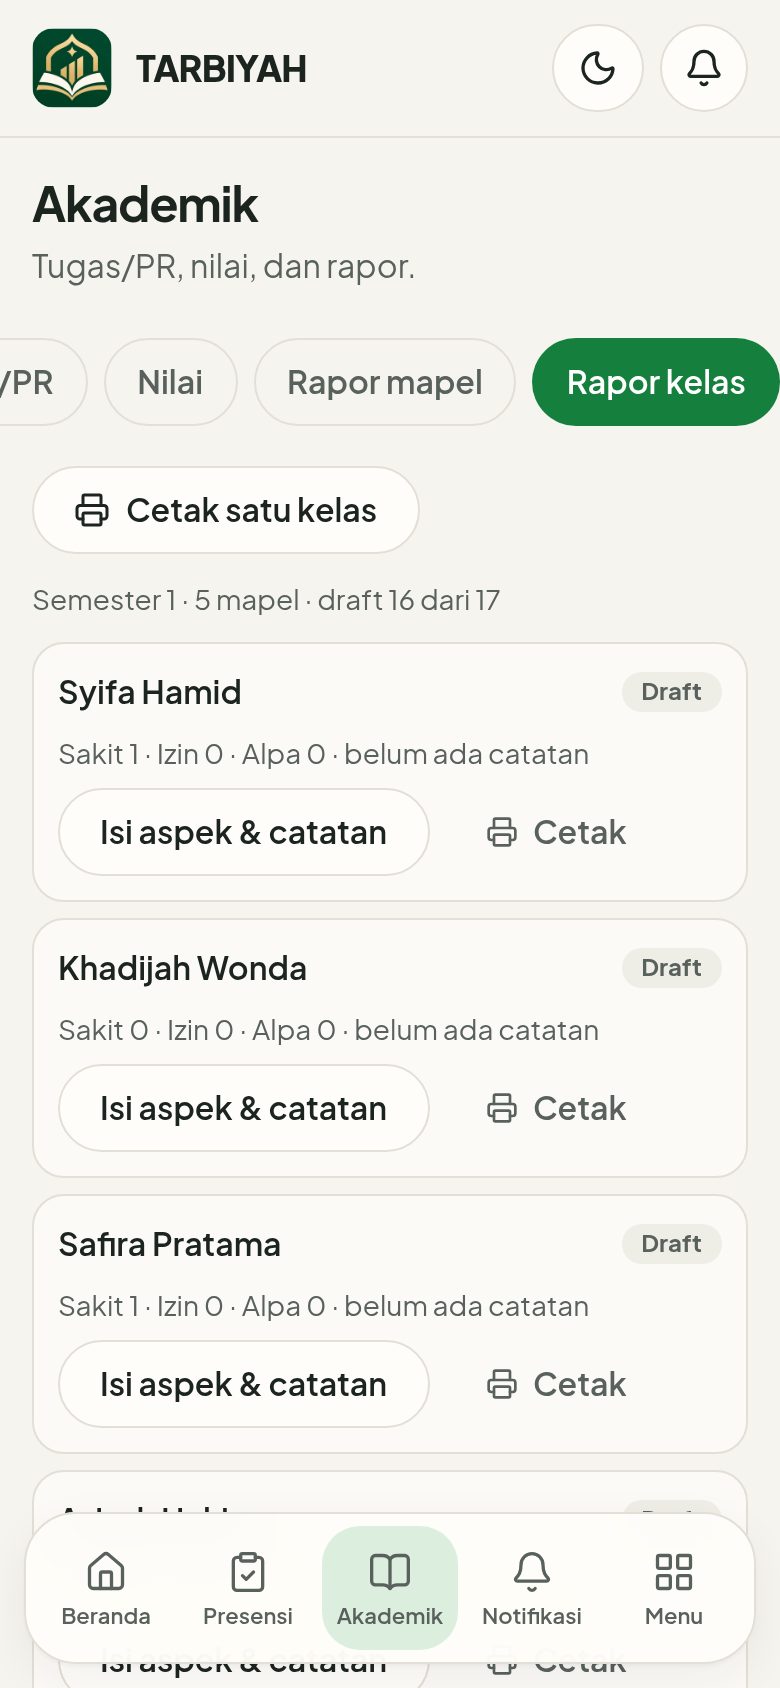 TARBIYAH
Akademik
Tugas/PR, nilai, dan rapor.
/PR Nilai Rapor mapel Rapor kelas
Cetak satu kelas
Semester 1 · 5 mapel · draft 16 dari 17
Syifa Hamid Draft
Sakit 1 · Izin 0 · Alpa 0 · belum ada catatan
Isi aspek & catatan Cetak
Khadijah Wonda Draft
Sakit 0 · Izin 0 · Alpa 0 · belum ada catatan
Isi aspek & catatan Cetak
Safira Pratama Draft
Sakit 1 · Izin 0 · Alpa 0 · belum ada catatan
Isi aspek & catatan Cetak
Beranda Presensi Akademik Notifikasi Menu
Isi aspek & catatan Cetak